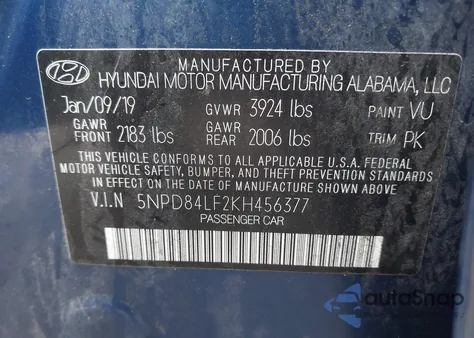 MANUFACTURED BY
HYUNDAI MOTOR MANUFACTURING ALABAMA, LLC
Jan/09/19 GVWR 3924 lbs PAINT VU
GAWR FRONT 2183 lbs GAWR REAR 2006 lbs TRIM PK
THIS VEHICLE CONFORMS TO ALL APPLICABLE U.S.A. FEDERAL
MOTOR VEHICLE SAFETY, BUMPER, AND THEFT PREVENTION STANDARDS
IN EFFECT ON THE DATE OF MANUFACTURE SHOWN ABOVE.
V.I.N 5NPD84LF2KH456377
PASSENGER CAR
autoSnap